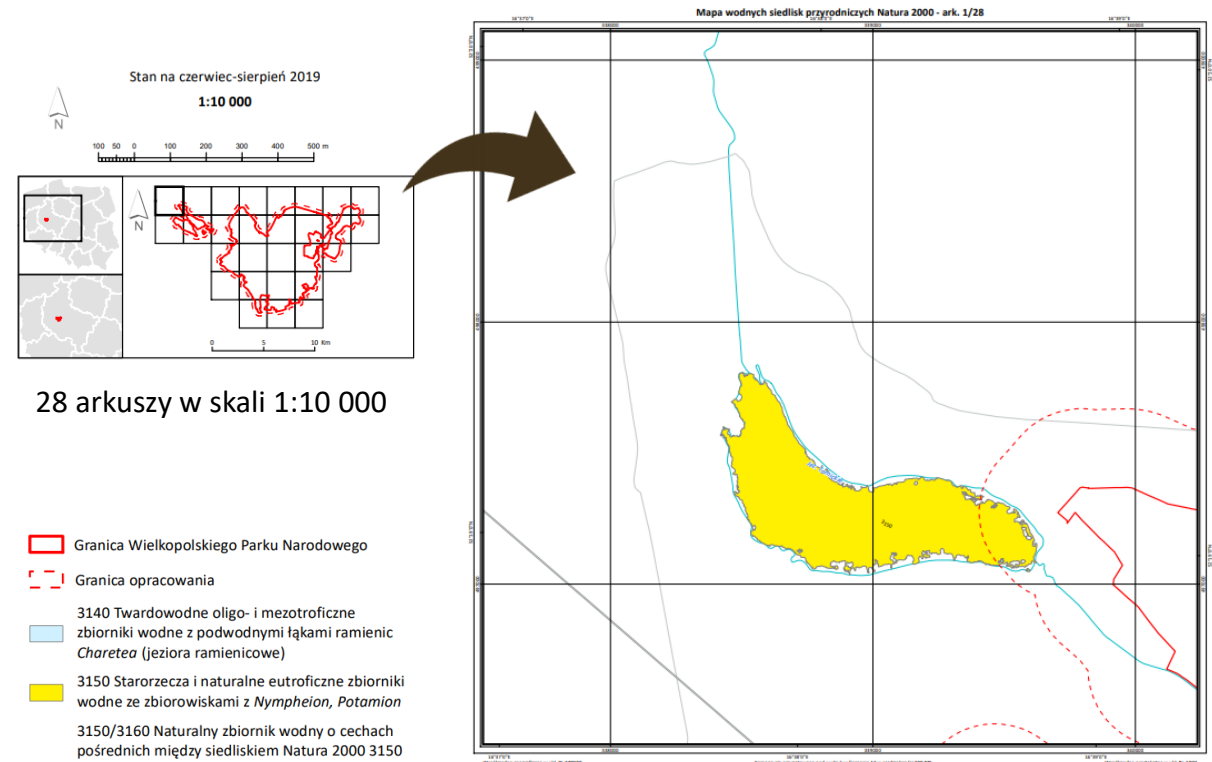 Mapa wodnych siedlisk przyrodniczych Natura 2000 - ark. 1/28
Stan na czerwiec-sierpień 2019
1:10 000
N
100 50 0 100 200 300 400 500 m
N
0 5 10 Km
28 arkuszy w skali 1:10 000
Granica Wielkopolskiego Parku Narodowego
Granica opracowania
3140 Twardowodne oligo- i mezotroficzne
zbiorniki wodne z podwodnymi łąkami ramienic
Charetea (jeziora ramienicowe)
3150 Starorzecza i naturalne eutroficzne zbiorniki
wodne ze zbiorowiskami z Nympheion, Potamion
3150/3160 Naturalny zbiornik wodny o cechach
pośrednich między siedliskiem Natura 2000 3150
3150